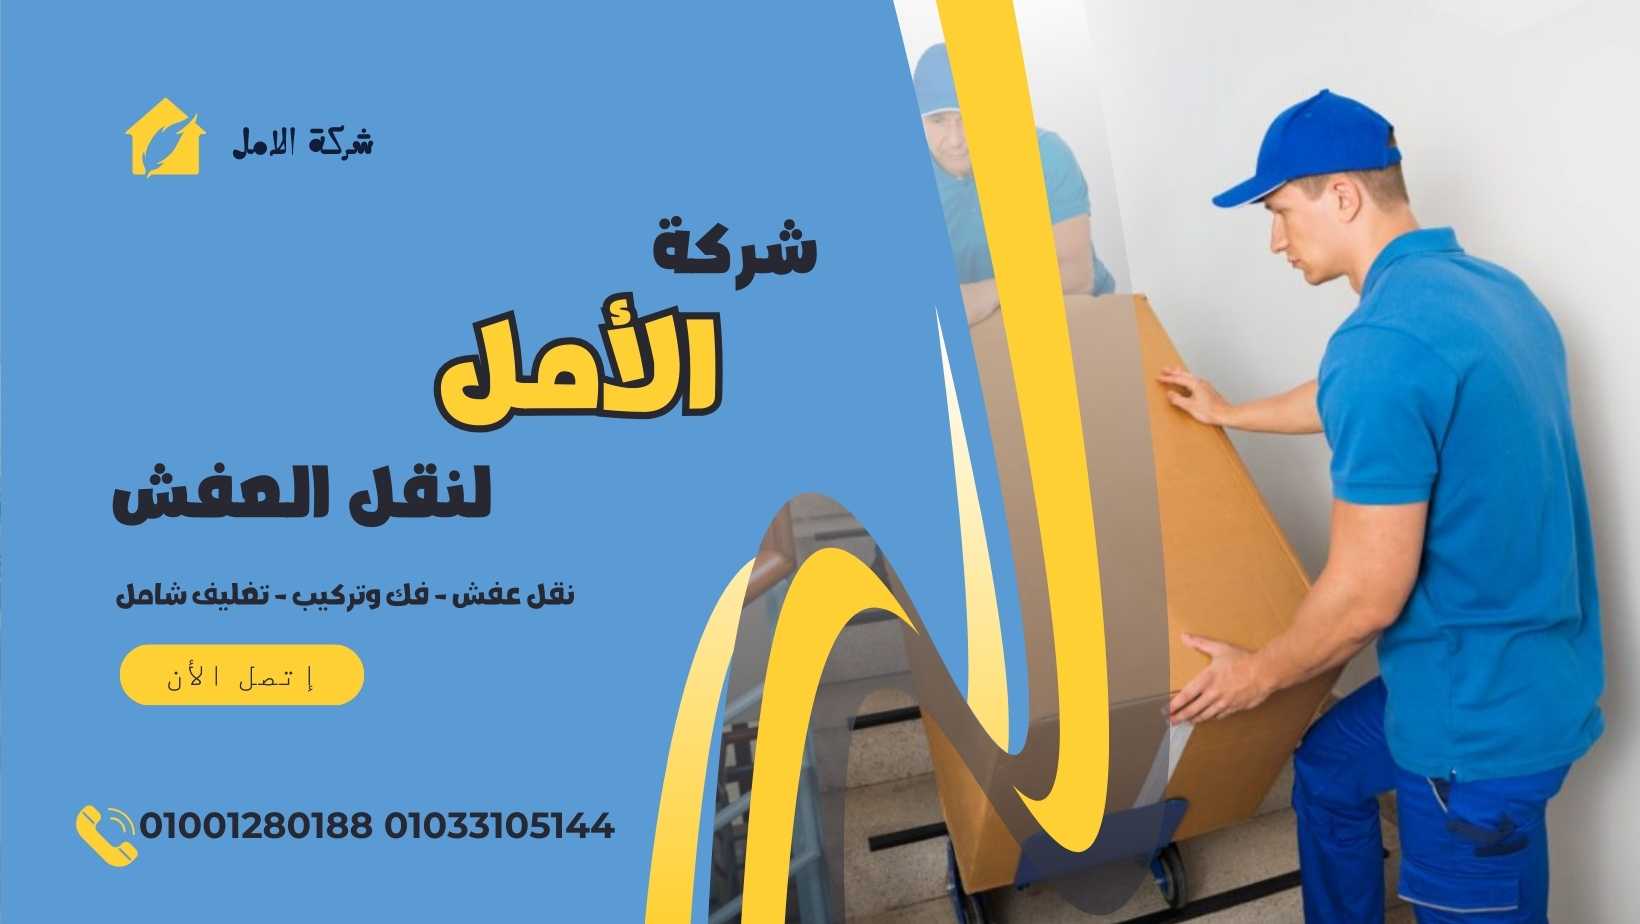 شركة الامل
شركة
الأمل
لنقل العفش
نقل عفش - فك وتركيب - تغليف شامل
إتصل الأن
01001280188 01033105144